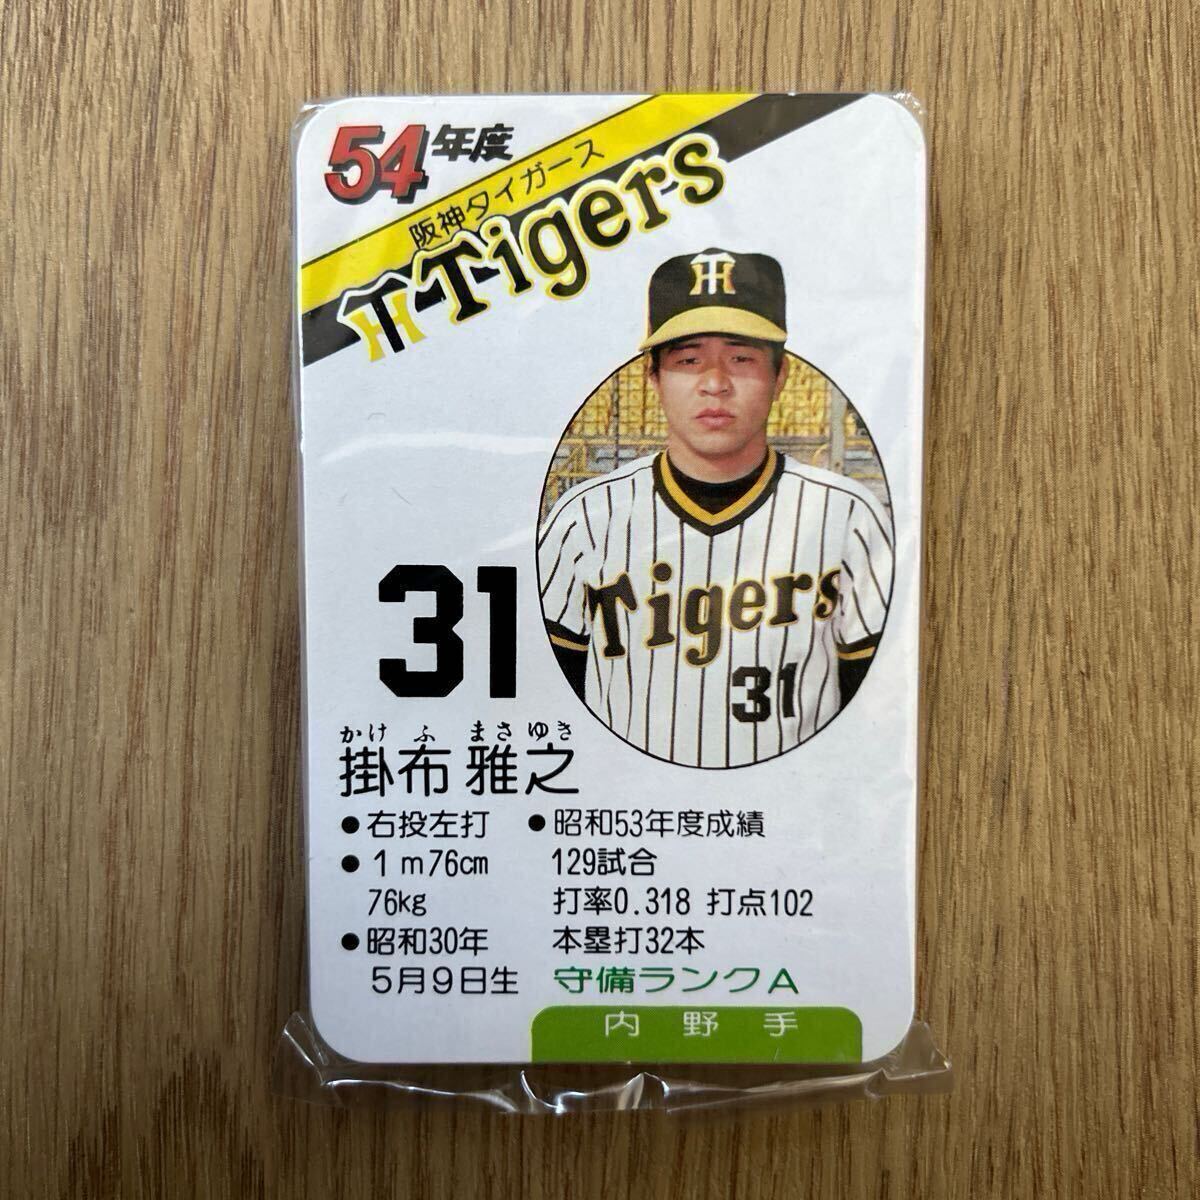 54年度
阪神タイガース
TH Tigers
TH
Tigers
31
31
かけ ふ まさ ゆき
掛布 雅之
●右投左打
●1m76cm
76kg
●昭和30年
5月9日生
●昭和53年度成績
129試合
打率0.318 打点102
本塁打32本
守備ランクA
内野手